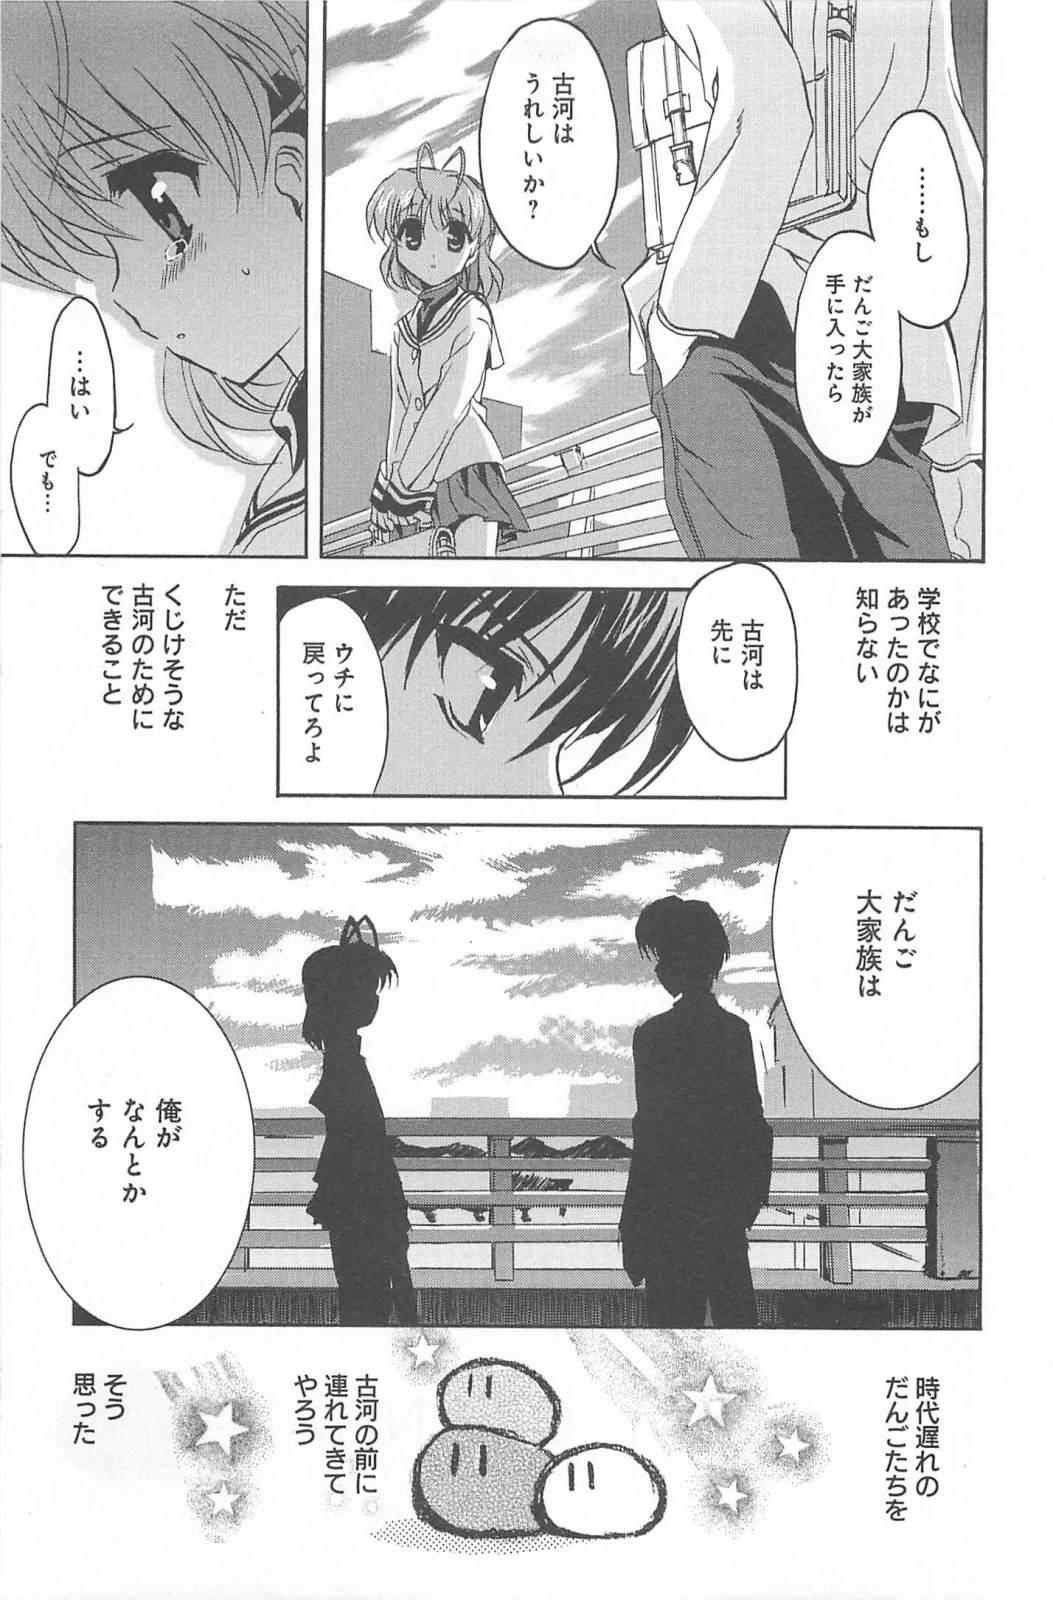 ……もし
だんご大家族が
手に入ったら
古河は
うれしいか？
…はい
でも…
学校でなにが
あったのかは
知らない
古河は
先に
ウチに
戻ってろよ
ただ
くじけそうな
古河のために
できること
だんご
大家族は
俺が
なんとか
する
時代遅れの
だんごたちを
古河の前に
連れてきて
やろう
そう
思った